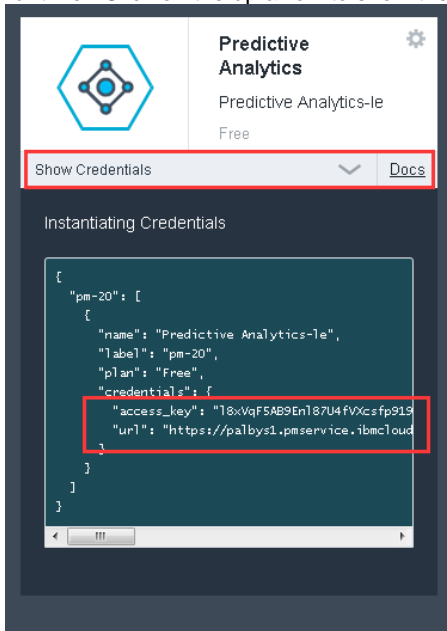 Predictive
Analytics
Predictive Analytics-le
Free
Show Credentials
Docs
Instantiating Credentials
{
"pm-20": [
{
"name": "Predictive Analytics-le",
"label": "pm-20",
"plan": "Free",
"credentials": {
"access_key": "l8xVqF5AB9Enl87U4fVXcsfp919
"url": "https://palbys1.pmservice.ibmcloud
}
}
]
}